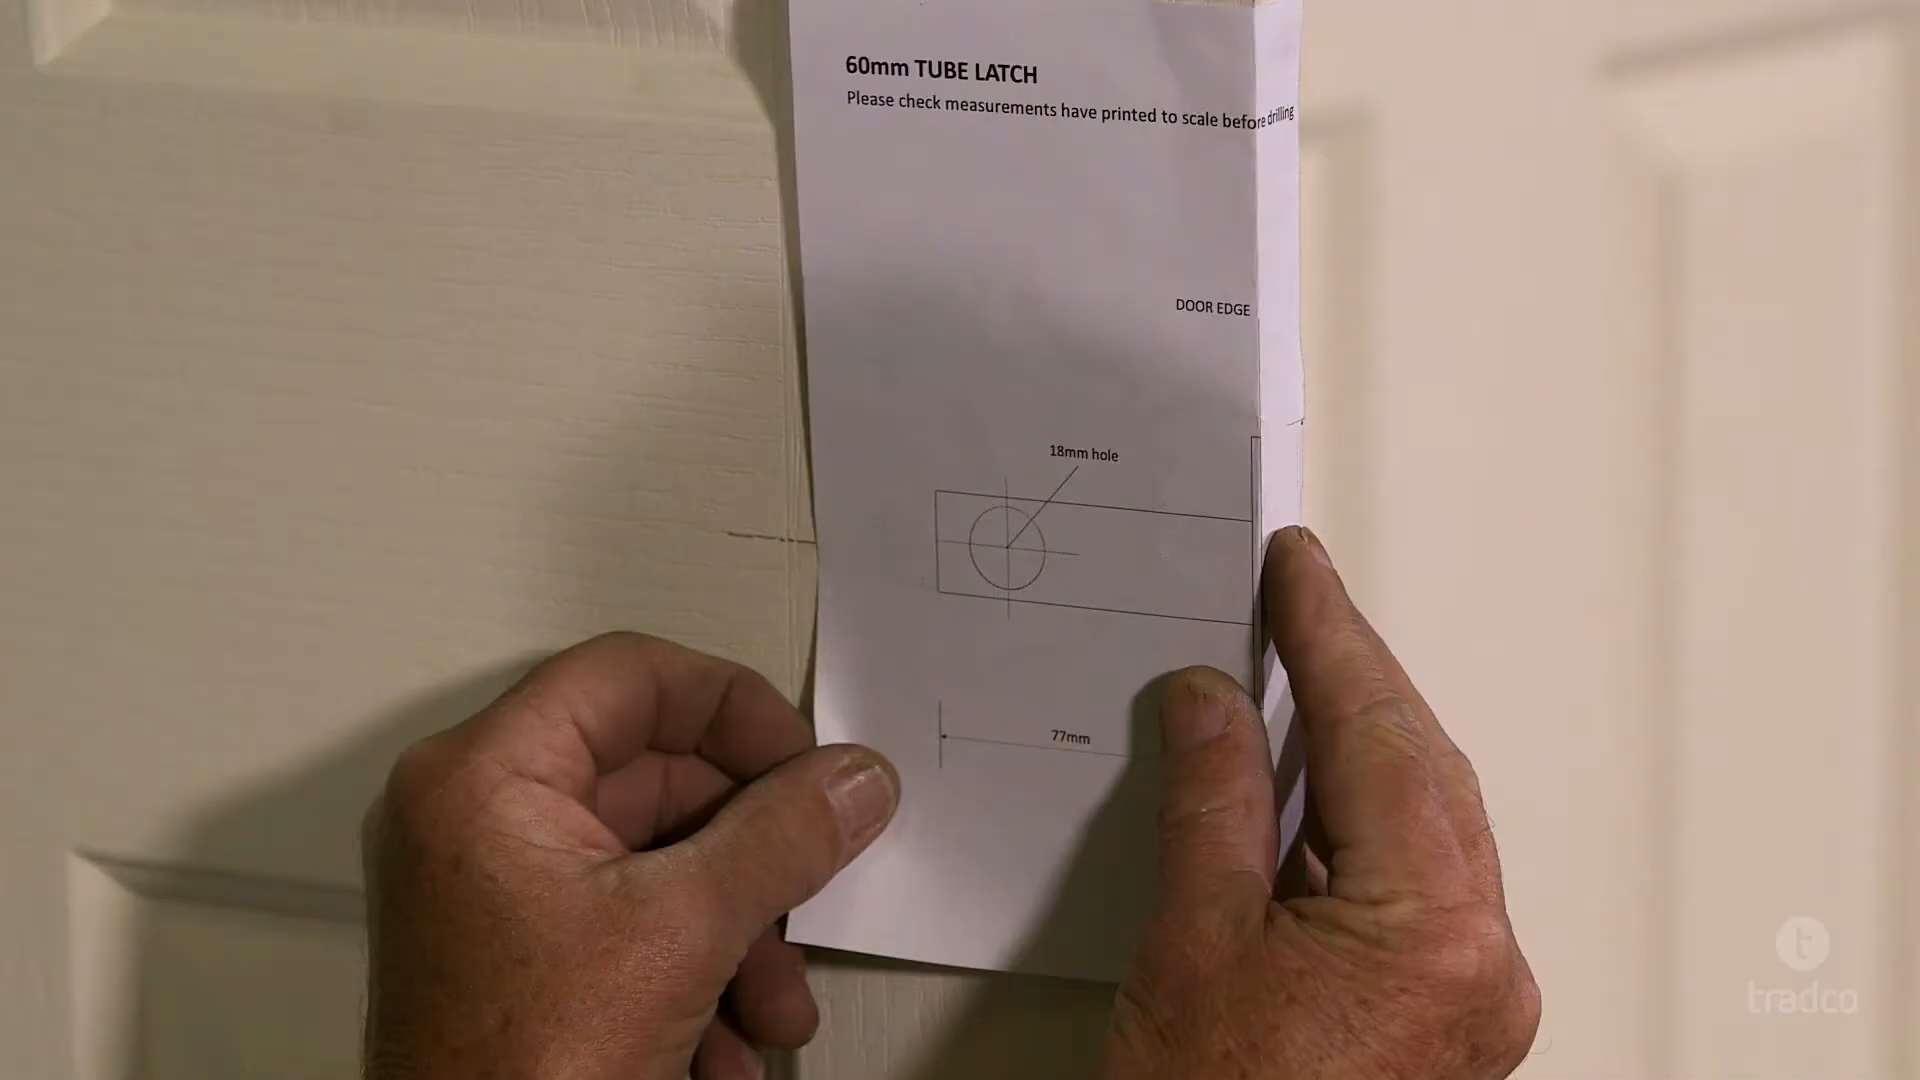 60mm TUBE LATCH
Please check measurements have printed to scale before drilling
DOOR EDGE
18mm hole
77mm
t
tradco